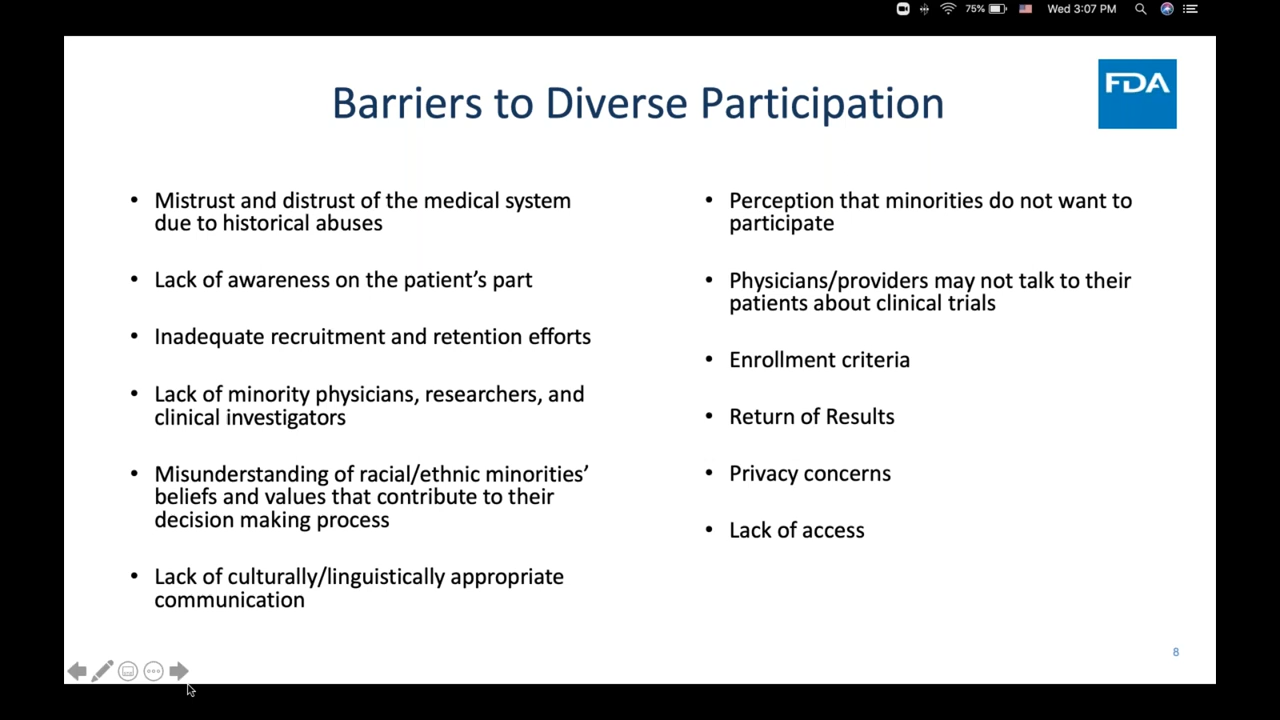 75% Wed 3:07 PM
Barriers to Diverse Participation
FDA
• Mistrust and distrust of the medical system
due to historical abuses
• Lack of awareness on the patient’s part
• Inadequate recruitment and retention efforts
• Lack of minority physicians, researchers, and
clinical investigators
• Misunderstanding of racial/ethnic minorities’
beliefs and values that contribute to their
decision making process
• Lack of culturally/linguistically appropriate
communication
• Perception that minorities do not want to
participate
• Physicians/providers may not talk to their
patients about clinical trials
• Enrollment criteria
• Return of Results
• Privacy concerns
• Lack of access
8